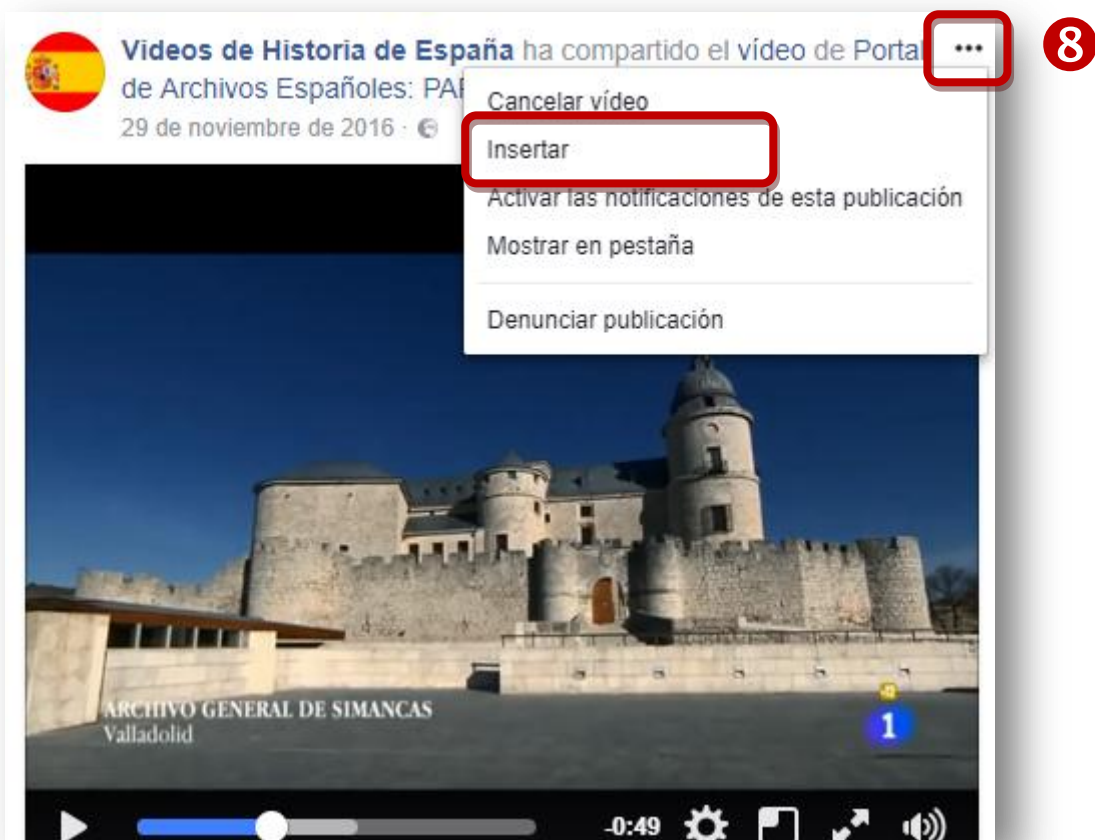 Videos de Historia de España ha compartido el vídeo de Portal ••• 8
de Archivos Españoles: PA
29 de noviembre de 2016 ·
Cancelar vídeo
Insertar
Activar las notificaciones de esta publicación
Mostrar en pestaña
Denunciar publicación
ARCHIVO GENERAL DE SIMANCAS
Valladolid
1
-0:49